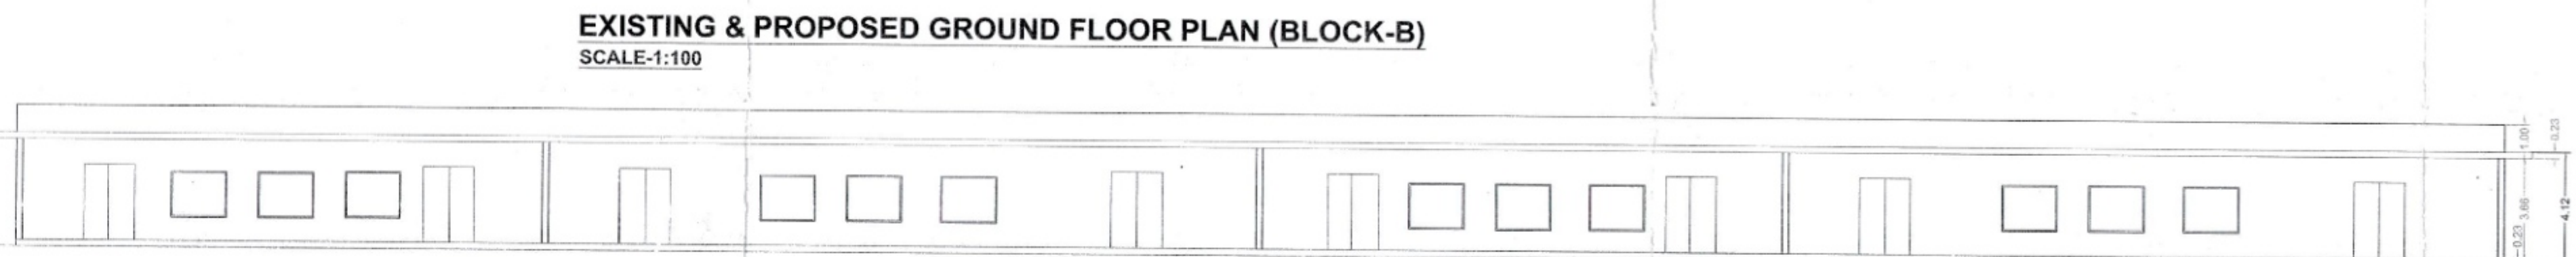 EXISTING & PROPOSED GROUND FLOOR PLAN (BLOCK-B)
SCALE-1:100
1.00
0.23
3.66
4.12
0.23